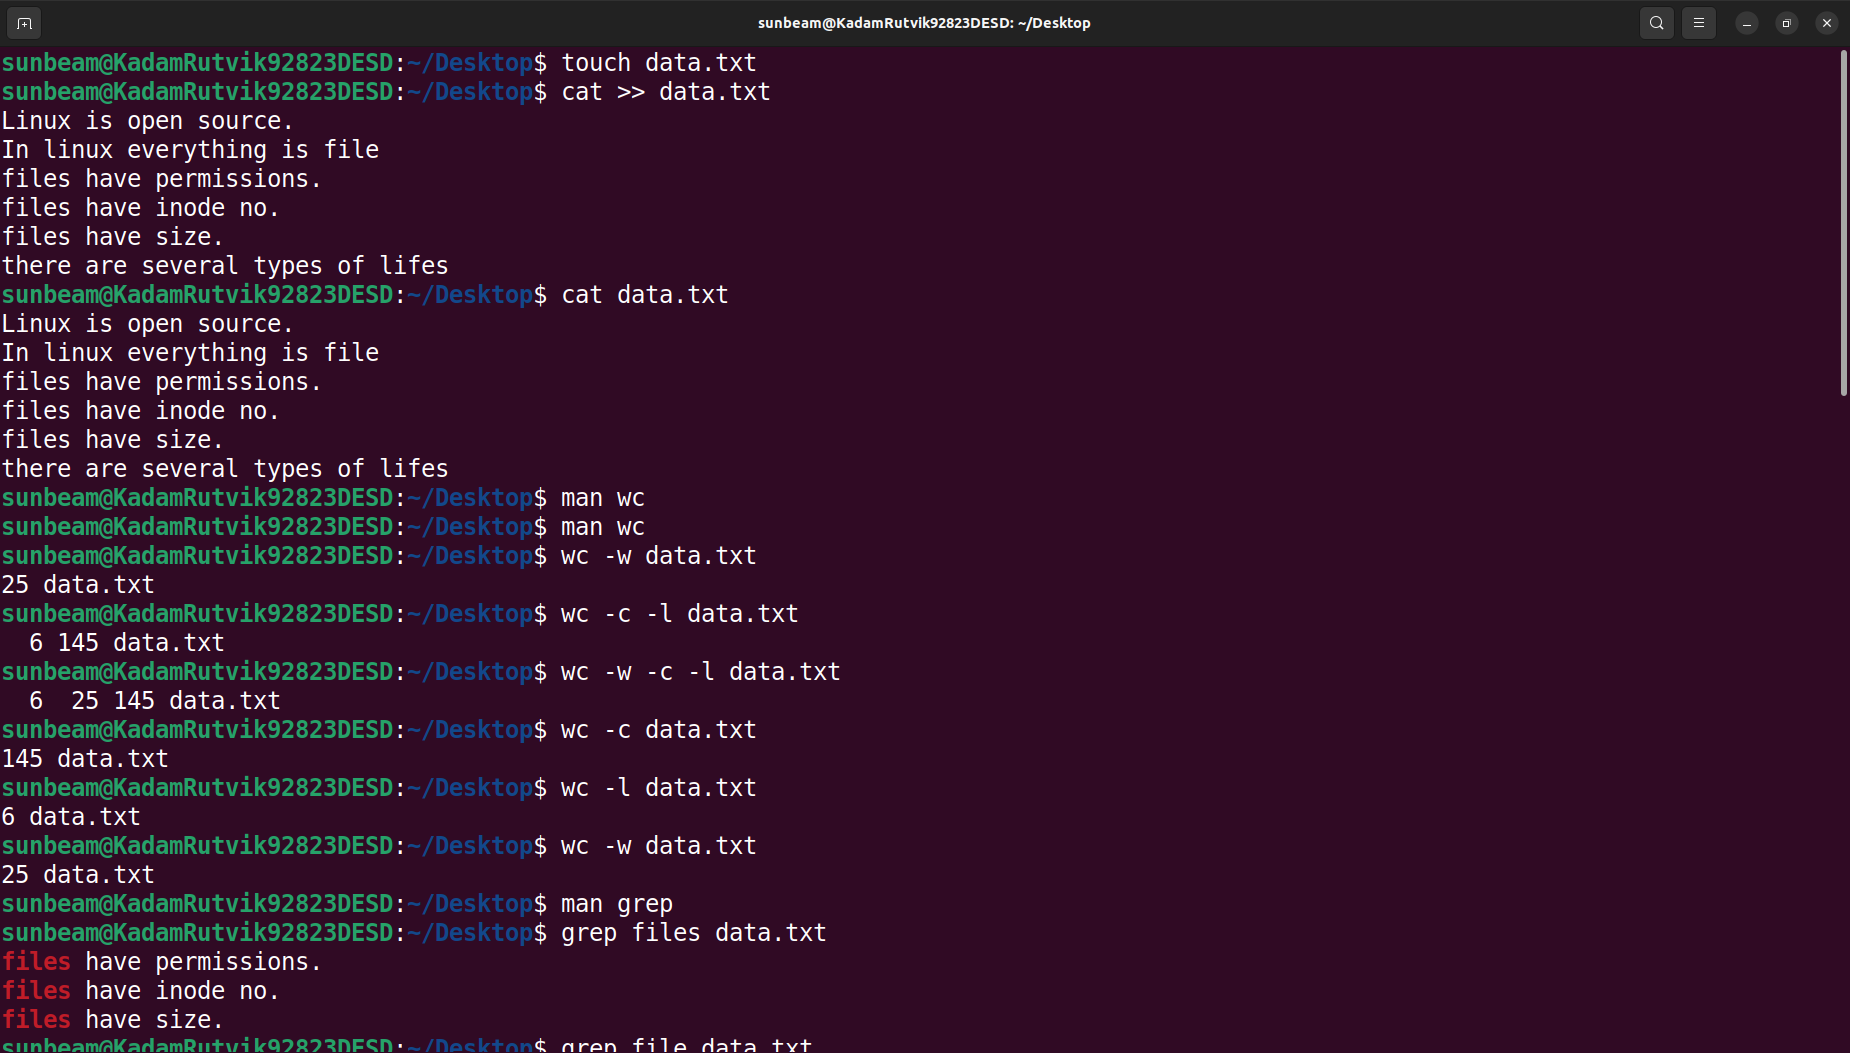 sunbeam@KadamRutvik92823DESD: ~/Desktop
sunbeam@KadamRutvik92823DESD:~/Desktop$ touch data.txt
sunbeam@KadamRutvik92823DESD:~/Desktop$ cat >> data.txt
Linux is open source.
In linux everything is file
files have permissions.
files have inode no.
files have size.
there are several types of lifes
sunbeam@KadamRutvik92823DESD:~/Desktop$ cat data.txt
Linux is open source.
In linux everything is file
files have permissions.
files have inode no.
files have size.
there are several types of lifes
sunbeam@KadamRutvik92823DESD:~/Desktop$ man wc
sunbeam@KadamRutvik92823DESD:~/Desktop$ man wc
sunbeam@KadamRutvik92823DESD:~/Desktop$ wc -w data.txt
25 data.txt
sunbeam@KadamRutvik92823DESD:~/Desktop$ wc -c -l data.txt
  6 145 data.txt
sunbeam@KadamRutvik92823DESD:~/Desktop$ wc -w -c -l data.txt
  6  25 145 data.txt
sunbeam@KadamRutvik92823DESD:~/Desktop$ wc -c data.txt
145 data.txt
sunbeam@KadamRutvik92823DESD:~/Desktop$ wc -l data.txt
6 data.txt
sunbeam@KadamRutvik92823DESD:~/Desktop$ wc -w data.txt
25 data.txt
sunbeam@KadamRutvik92823DESD:~/Desktop$ man grep
sunbeam@KadamRutvik92823DESD:~/Desktop$ grep files data.txt
files have permissions.
files have inode no.
files have size.
sunbeam@KadamRutvik92823DESD:~/Desktop$ grep file data.txt